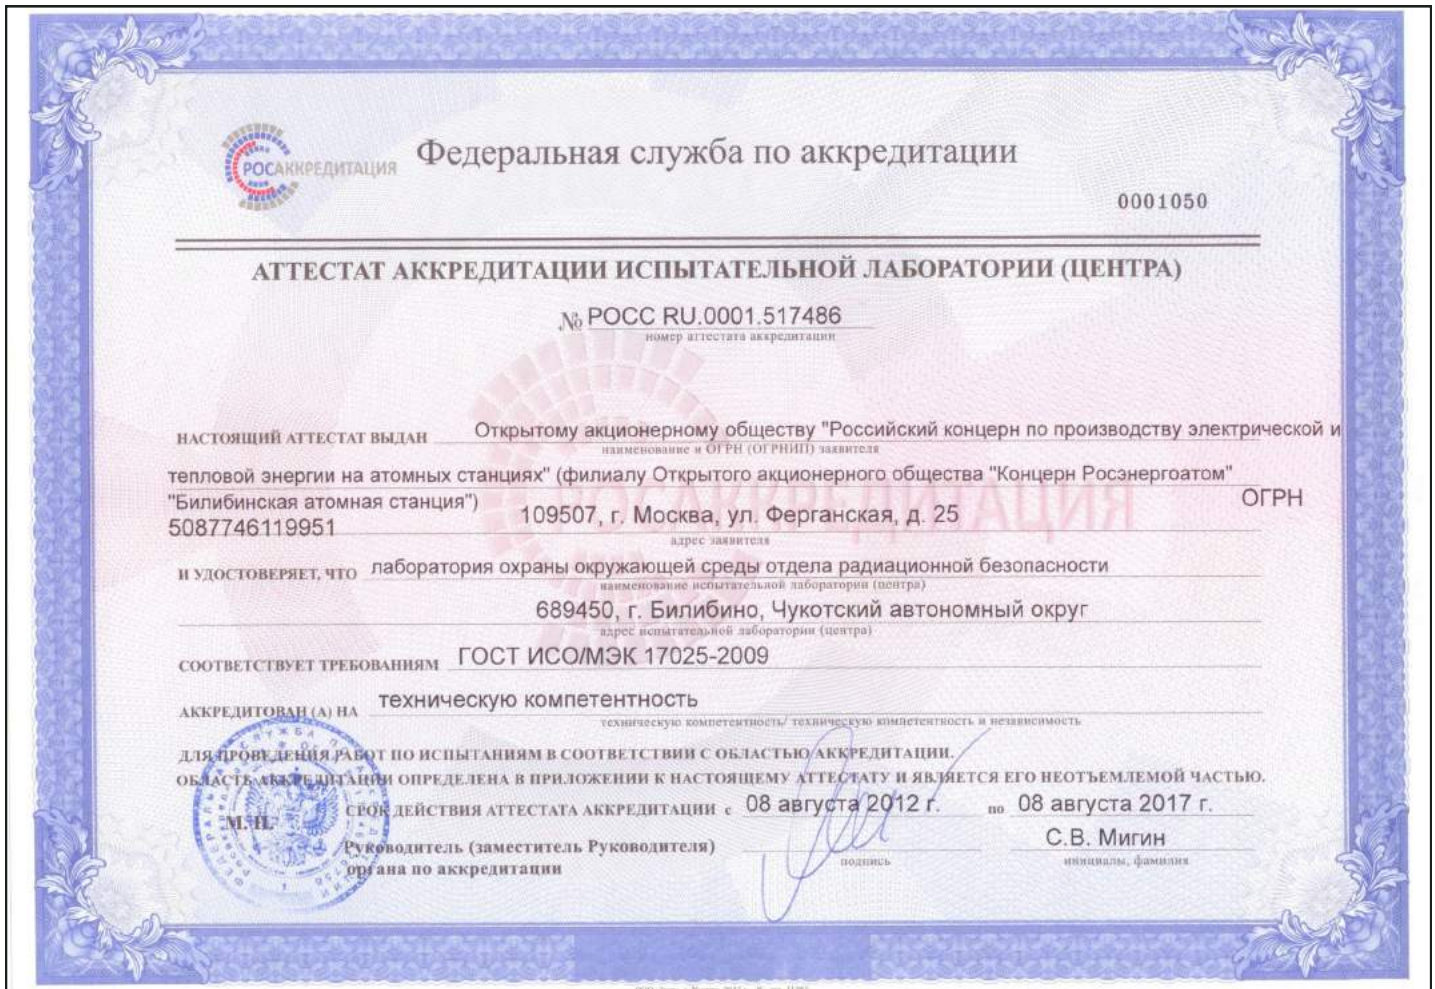 РОСАККРЕДИТАЦИЯ
Федеральная служба по аккредитации
0001050
АТТЕСТАТ АККРЕДИТАЦИИ ИСПЫТАТЕЛЬНОЙ ЛАБОРАТОРИИ (ЦЕНТРА)
№ РОСС RU.0001.517486
номер аттестата аккредитации
НАСТОЯЩИЙ АТТЕСТАТ ВЫДАН Открытому акционерному обществу "Российский концерн по производству электрической и
наименование и ОГРН (ОГРНИП) заявителя
тепловой энергии на атомных станциях" (филиалу Открытого акционерного общества "Концерн Росэнергоатом"
"Билибинская атомная станция") ОГРН
5087746119951 109507, г. Москва, ул. Ферганская, д. 25
адрес заявителя
РОСАККРЕДИТАЦИЯ
И УДОСТОВЕРЯЕТ, ЧТО лаборатория охраны окружающей среды отдела радиационной безопасности
наименование испытательной лаборатории (центра)
689450, г. Билибино, Чукотский автономный округ
адрес испытательной лаборатории (центра)
СООТВЕТСТВУЕТ ТРЕБОВАНИЯМ ГОСТ ИСО/МЭК 17025-2009
АККРЕДИТОВАН (А) НА техническую компетентность
техническую компетентность/ техническую компетентность и независимость
ДЛЯ ПРОВЕДЕНИЯ РАБОТ ПО ИСПЫТАНИЯМ В СООТВЕТСТВИИ С ОБЛАСТЬЮ АККРЕДИТАЦИИ.
ОБЛАСТЬ АККРЕДИТАЦИИ ОПРЕДЕЛЕНА В ПРИЛОЖЕНИИ К НАСТОЯЩЕМУ АТТЕСТАТУ И ЯВЛЯЕТСЯ ЕГО НЕОТЪЕМЛЕМОЙ ЧАСТЬЮ.
СРОК ДЕЙСТВИЯ АТТЕСТАТА АККРЕДИТАЦИИ с 08 августа 2012 г. по 08 августа 2017 г.
М. П.
Руководитель (заместитель Руководителя)
органа по аккредитации
подпись
С.В. Мигин
инициалы, фамилия